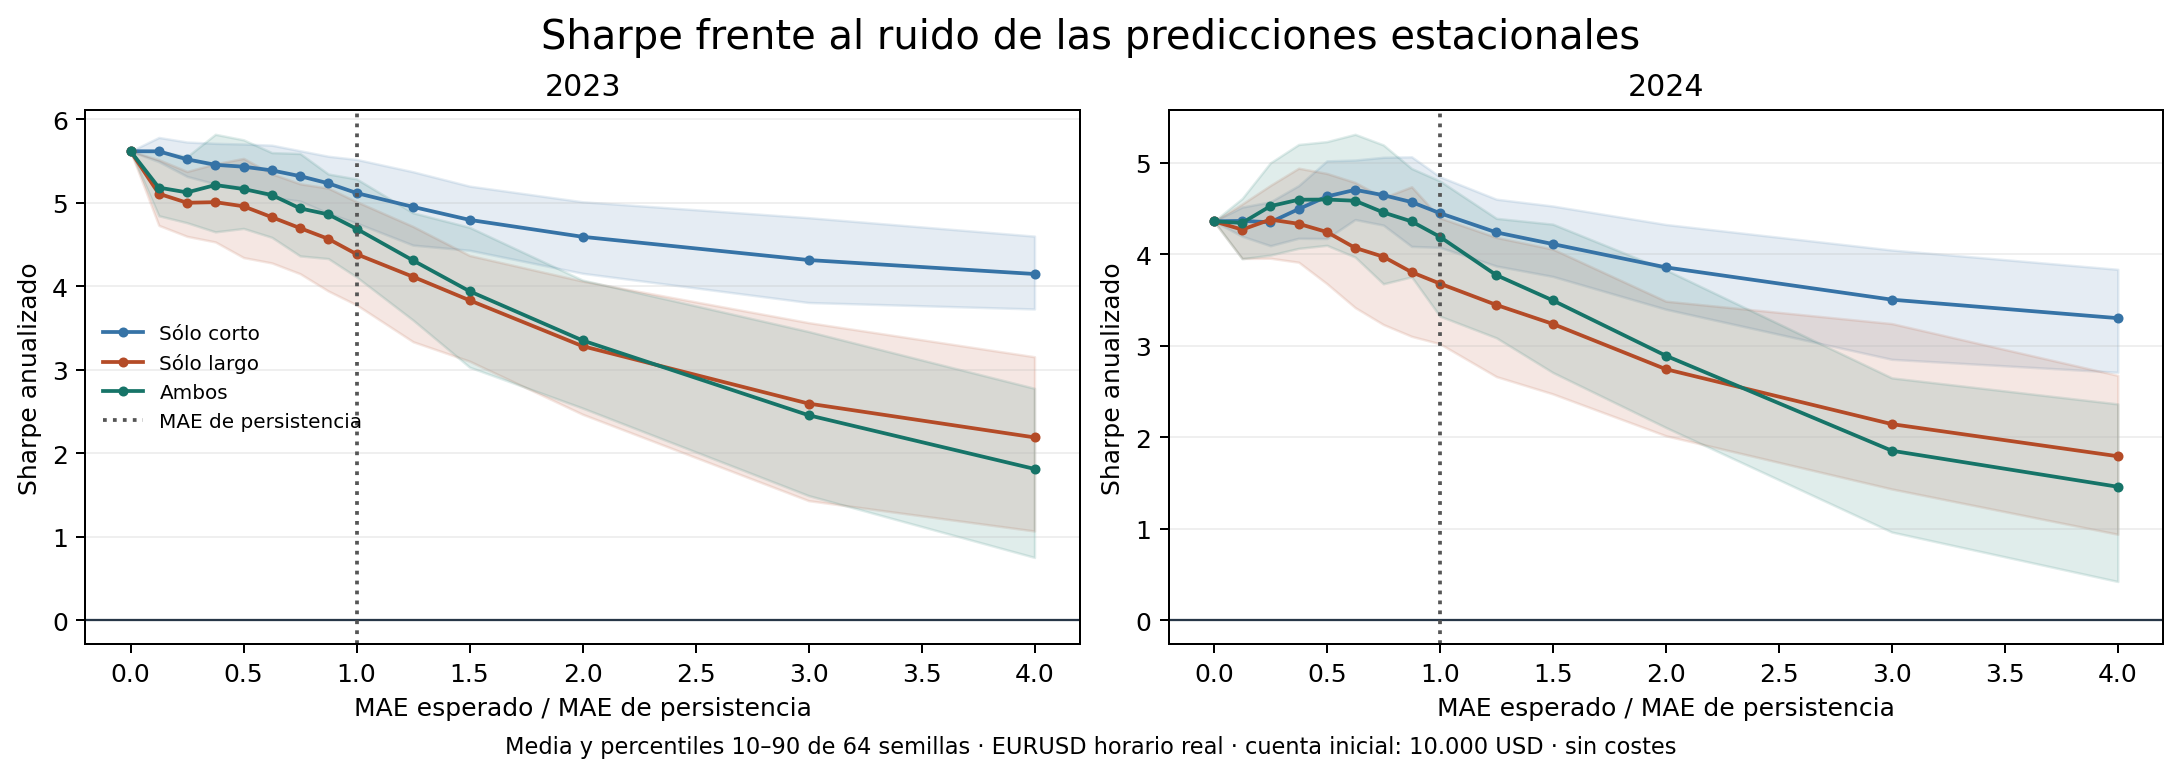 Sharpe frente al ruido de las predicciones estacionales
2023
Sharpe anualizado
6
5
4
3
2
1
0
Sólo corto
Sólo largo
Ambos
MAE de persistencia
0.0 0.5 1.0 1.5 2.0 2.5 3.0 3.5 4.0
MAE esperado / MAE de persistencia
2024
Sharpe anualizado
5
4
3
2
1
0
0.0 0.5 1.0 1.5 2.0 2.5 3.0 3.5 4.0
MAE esperado / MAE de persistencia
Media y percentiles 10–90 de 64 semillas · EURUSD horario real · cuenta inicial: 10.000 USD · sin costes